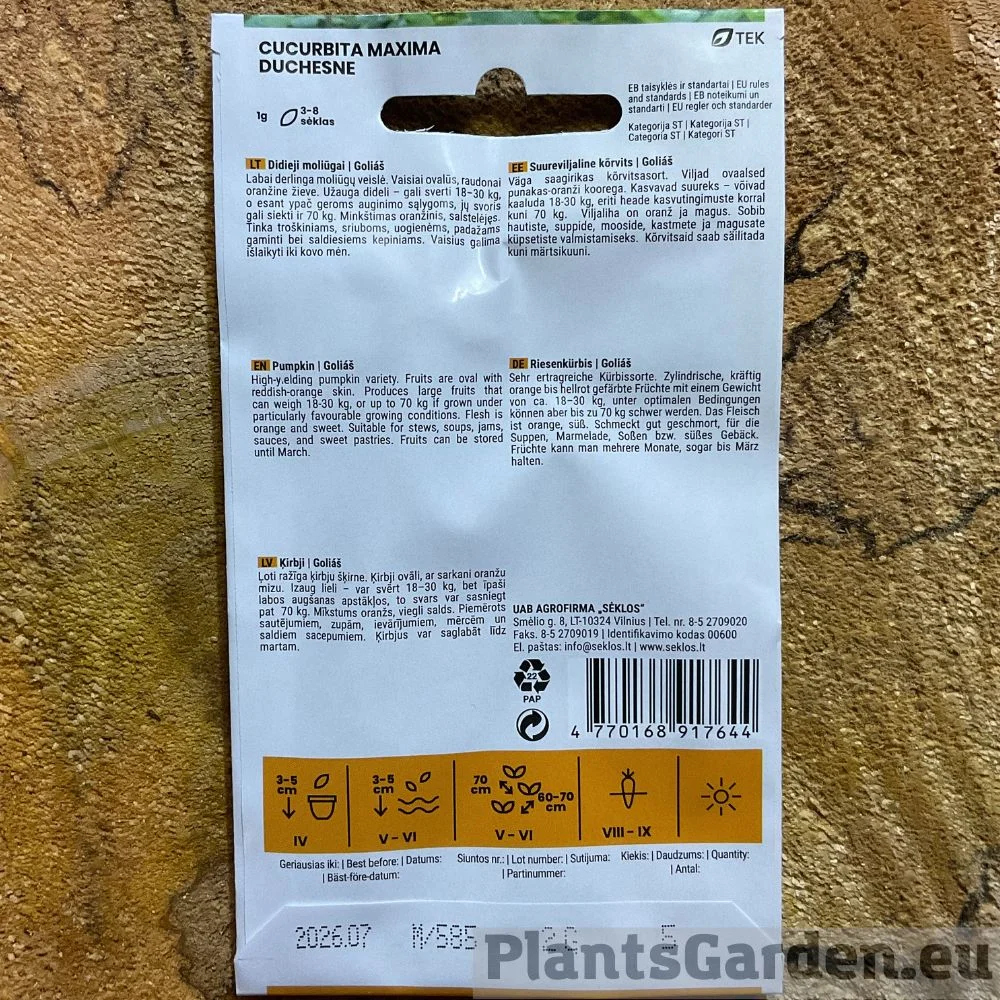 CUCURBITA MAXIMA
DUCHESNE
TEK
1g
3-8
sėklas
EB taisyklės ir standartai | EU rules
and standards | EB noteikumi un
standarti | EU regler och standarder
Kategorija ST | Kategorija ST |
Categoria ST | Kategori ST
LT Didieji moliūgai | Goliáš
Labai derlinga moliūgų veislė. Vaisiai ovalūs, raudonai
oranžine žieve. Užauga dideli – gali sverti 18–30 kg,
o esant ypač geroms auginimo sąlygoms, jų svoris
gali siekti ir 70 kg. Minkštimas oranžinis, salstelėjęs.
Tinka troškiniams, sriuboms, uogienėms, padažams
gaminti bei saldiesiems kepiniams. Vaisius galima
išlaikyti iki kovo mėn.
EE Suureviljaline kõrvits | Goliáš
Väga saagirikas kõrvitsasort. Viljad ovaalsed
punakas-oranži koorega. Kasvavad suureks – võivad
kaaluda 18-30 kg, eriti heade kasvutingimuste korral
kuni 70 kg. Viljaliha on oranž ja magus. Sobib
hautiste, suppide, mooside, kastmete ja magusate
küpsetiste valmistamiseks. Kõrvitsaid saab säilitada
kuni märtsikuuni.
EN Pumpkin | Goliáš
High-y.elding pumpkin variety. Fruits are oval with
reddish-orange skin. Produces large fruits that
can weigh 18-30 kg, or up to 70 kg if grown under
particularly favourable growing conditions. Flesh is
orange and sweet. Suitable for stews, soups, jams,
sauces, and sweet pastries. Fruits can be stored
until March.
DE Riesenkürbis | Goliáš
Sehr ertragreiche Kürbissorte. Zylindrische, kräftig
orange bis hellrot gefärbte Früchte mit einem Gewicht
von ca. 18–30 kg, unter optimalen Bedingungen
können aber bis zu 70 kg schwer werden. Das Fleisch
ist orange, süß. Schmeckt gut geschmort, für die
Suppen, Marmelade, Soßen bzw. süßes Gebäck.
Früchte kann man mehrere Monate, sogar bis März
halten.
LV Ķirbji | Goliáš
Ļoti ražīga ķirbju šķirne. Ķirbji ovāli, ar sarkani oranžu
mizu. Izaug lieli – var svērt 18–30 kg, bet īpaši
labos augšanas apstākļos, to svars var sasniegt
pat 70 kg. Mīkstums oranžs, viegli salds. Piemērots
sautējumiem, zupām, ievārījumiem, mērcēm un
saldiem sacepumiem. Ķirbjus var saglabāt līdz
martam.
UAB AGROFIRMA „SĖKLOS“
Smėlio g. 8, LT-10324 Vilnius | Tel. nr. 8-5 2709020
Faks. 8-5 2709019 | Identifikavimo kodas 00600
El. paštas: info@seklos.lt | www.seklos.lt
22
PAP
4 770168 917644
3-5
cm
IV
3-5
cm
V - VI
70
cm
60-70
cm
V - VI
VIII - IX
Geriausias iki: | Best before: | Datums:
| Bäst-före-datum:
Siuntos nr.: | Lot number: | Sutijuma:
| Partinummer:
Kiekis: | Daudzums: | Quantity:
| Antal:
2026.07 M/585 2G 5
PlantsGarden.eu